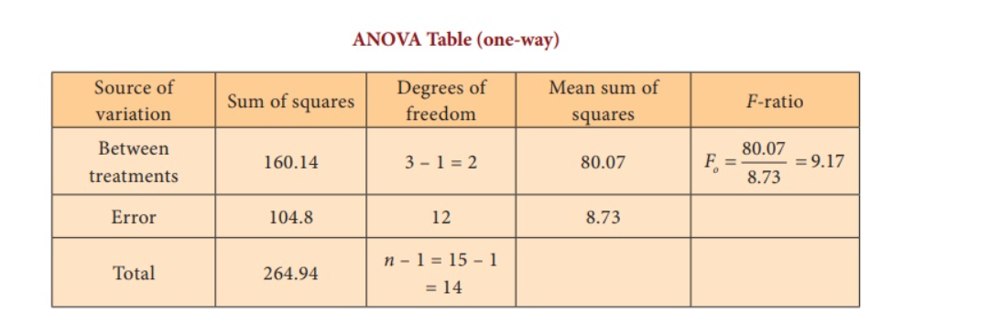 ANOVA Table (one-way)
Source of
variation
Sum of squares
Degrees of
freedom
Mean sum of
squares
F-ratio
Between
treatments
160.14
3 – 1 = 2
80.07
Fo = 80.07/8.73 = 9.17
Error
104.8
12
8.73
Total
264.94
n – 1 = 15 – 1
= 14